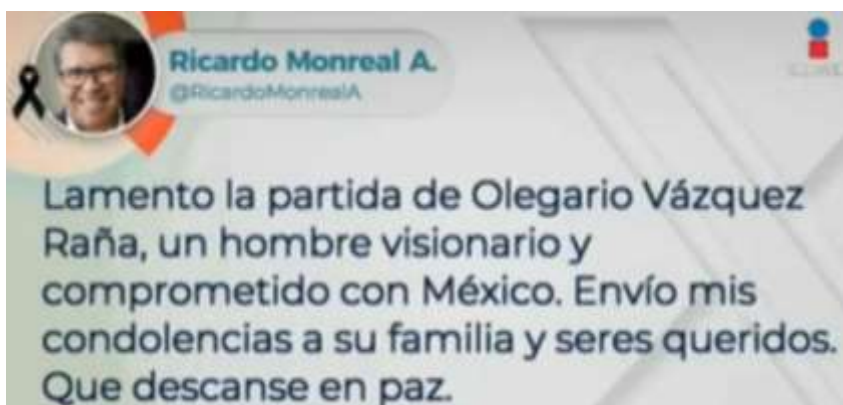 Ricardo Monreal A.
@RicardoMonrealA
Lamento la partida de Olegario Vázquez
Raña, un hombre visionario y
comprometido con México. Envío mis
condolencias a su familia y seres queridos.
Que descanse en paz.